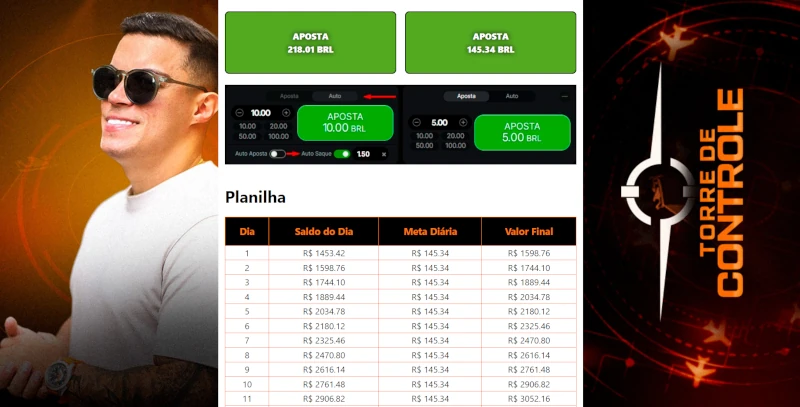 APOSTA
218.01 BRL
APOSTA
145.34 BRL
Aposta Auto
10.00
10.00 20.00
50.00 100.00
APOSTA
10.00 BRL
Auto Aposta Auto Saque 1.50
Aposta Auto
5.00
10.00 20.00
50.00 100.00
APOSTA
5.00 BRL
Planilha
Dia Saldo do Dia Meta Diária Valor Final
1 R$ 1453.42 R$ 145.34 R$ 1598.76
2 R$ 1598.76 R$ 145.34 R$ 1744.10
3 R$ 1744.10 R$ 145.34 R$ 1889.44
4 R$ 1889.44 R$ 145.34 R$ 2034.78
5 R$ 2034.78 R$ 145.34 R$ 2180.12
6 R$ 2180.12 R$ 145.34 R$ 2325.46
7 R$ 2325.46 R$ 145.34 R$ 2470.80
8 R$ 2470.80 R$ 145.34 R$ 2616.14
9 R$ 2616.14 R$ 145.34 R$ 2761.48
10 R$ 2761.48 R$ 145.34 R$ 2906.82
11 R$ 2906.82 R$ 145.34 R$ 3052.16
TORRE DE
CONTROLE